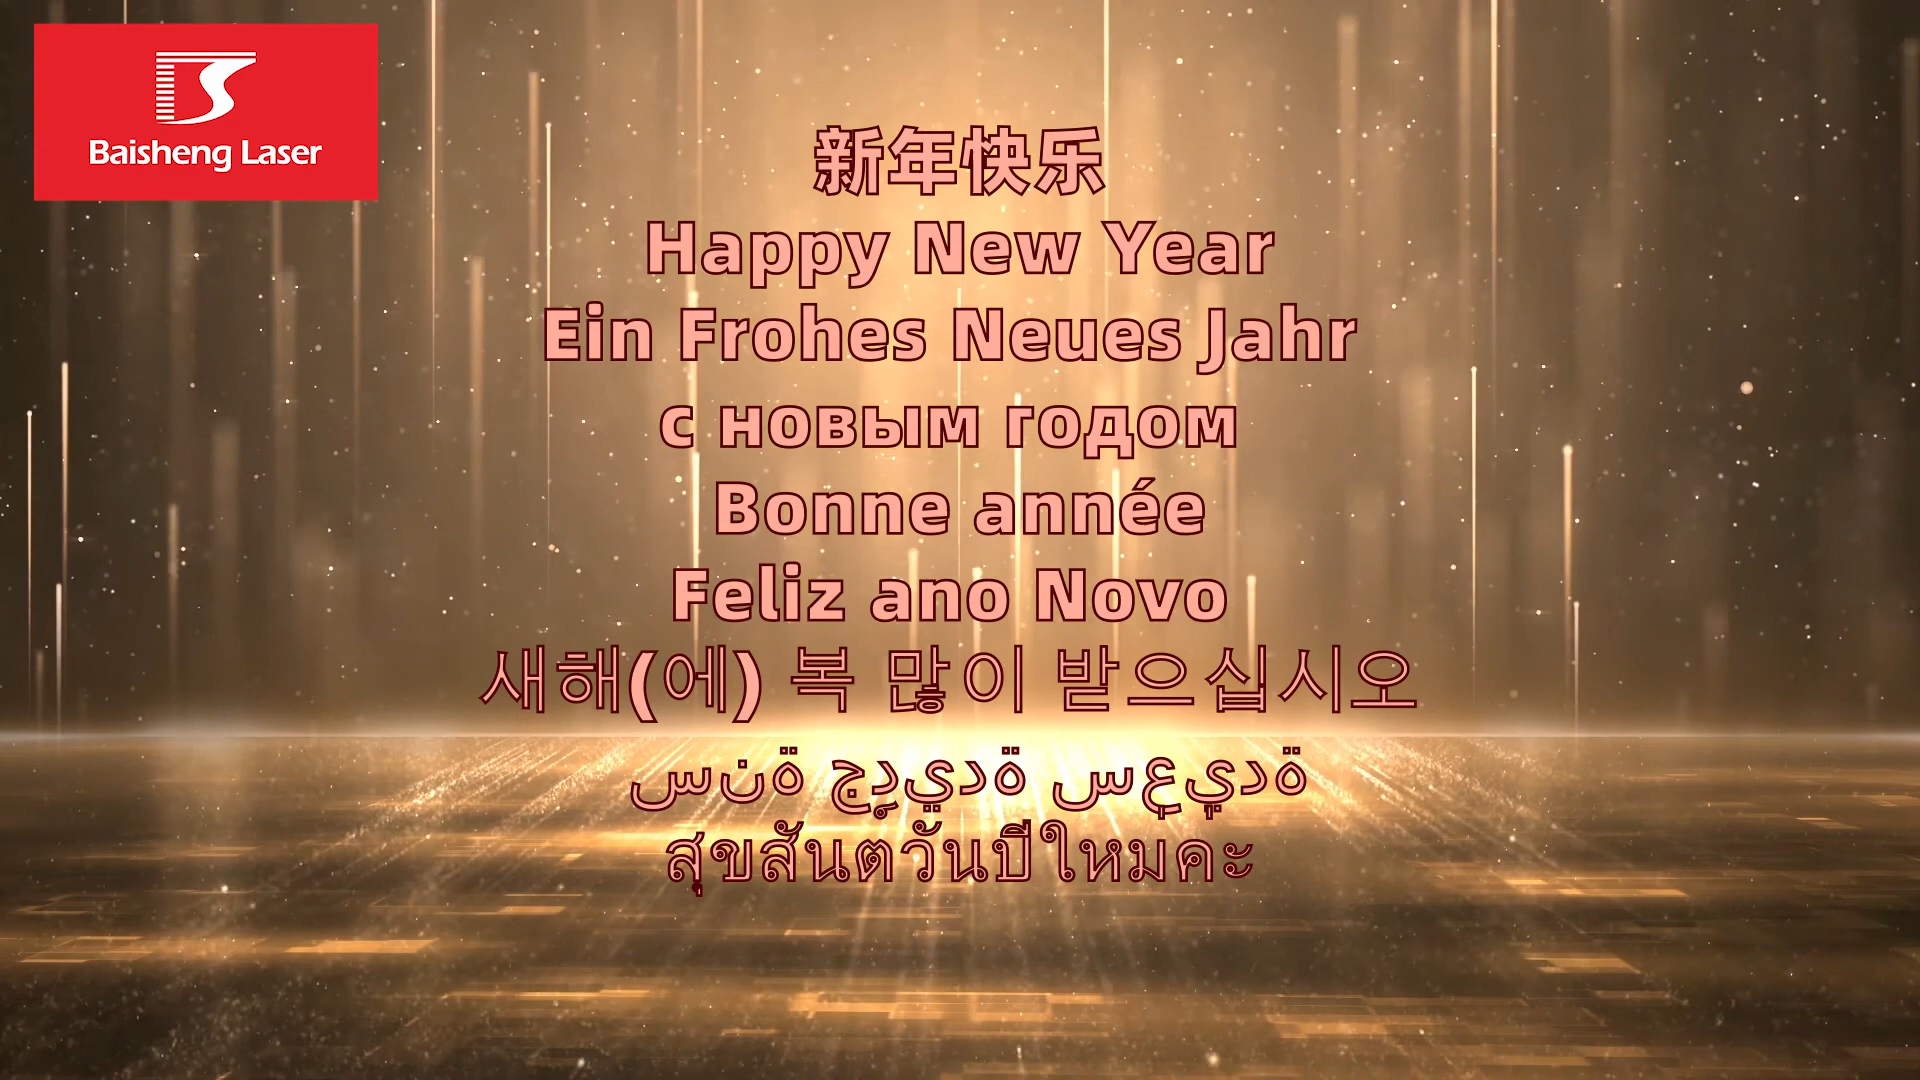 Baisheng Laser
新年快乐
Happy New Year
Ein Frohes Neues Jahr
с новым годом
Bonne année
Feliz ano Novo
새해(에) 복 많이 받으십시오
سنة جديدة سعيدة
สุขสันต์วันปีใหมคะ